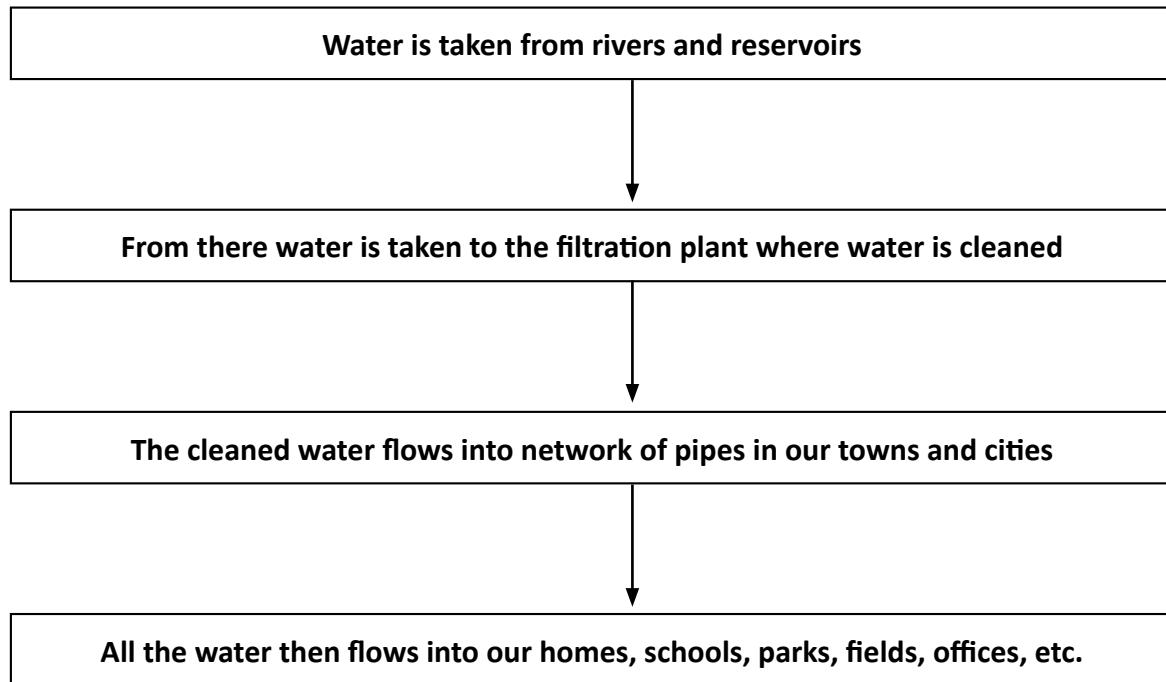 Water is taken from rivers and reservoirs
From there water is taken to the filtration plant where water is cleaned
The cleaned water flows into network of pipes in our towns and cities
All the water then flows into our homes, schools, parks, fields, offices, etc.